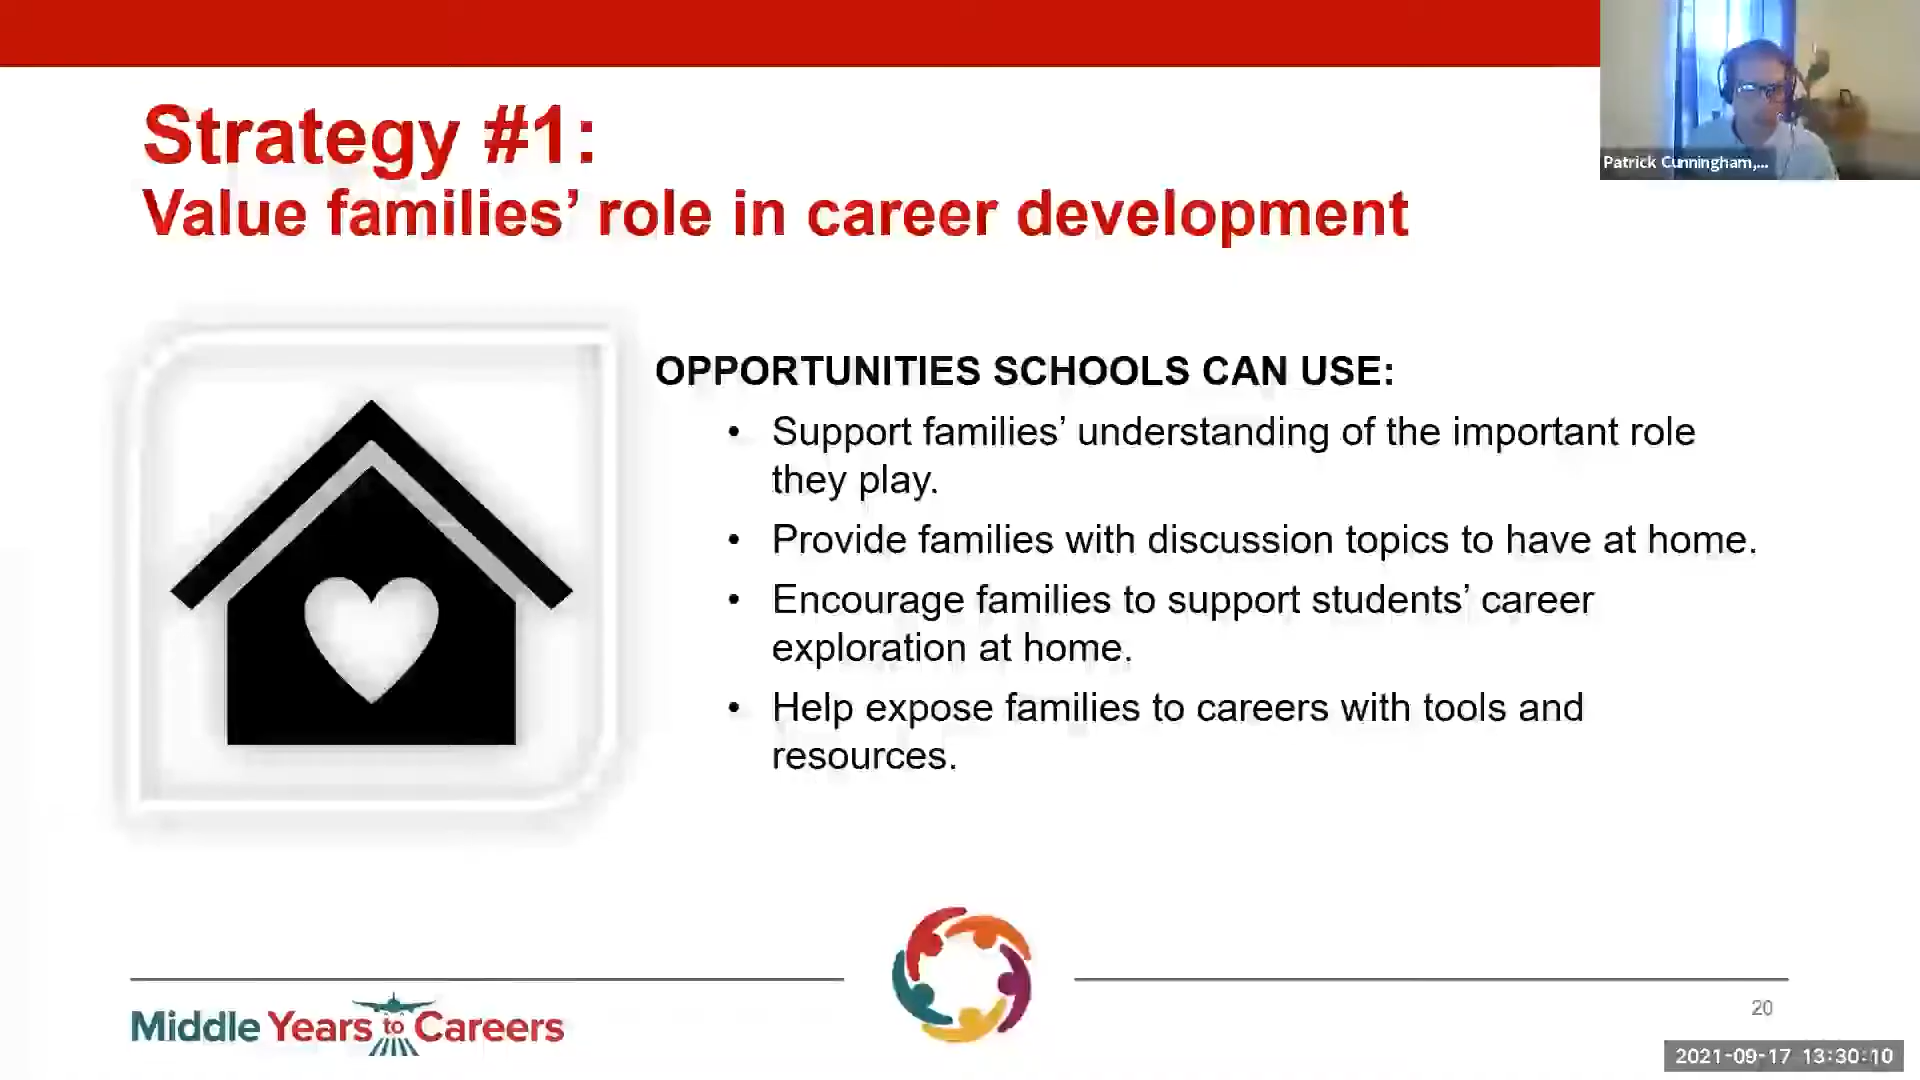 Strategy #1:
Value families’ role in career development
Patrick Cunningham,...
OPPORTUNITIES SCHOOLS CAN USE:
• Support families’ understanding of the important role
they play.
• Provide families with discussion topics to have at home.
• Encourage families to support students’ career
exploration at home.
• Help expose families to careers with tools and
resources.
Middle Years to Careers
20
2021-09-17 13:30:10